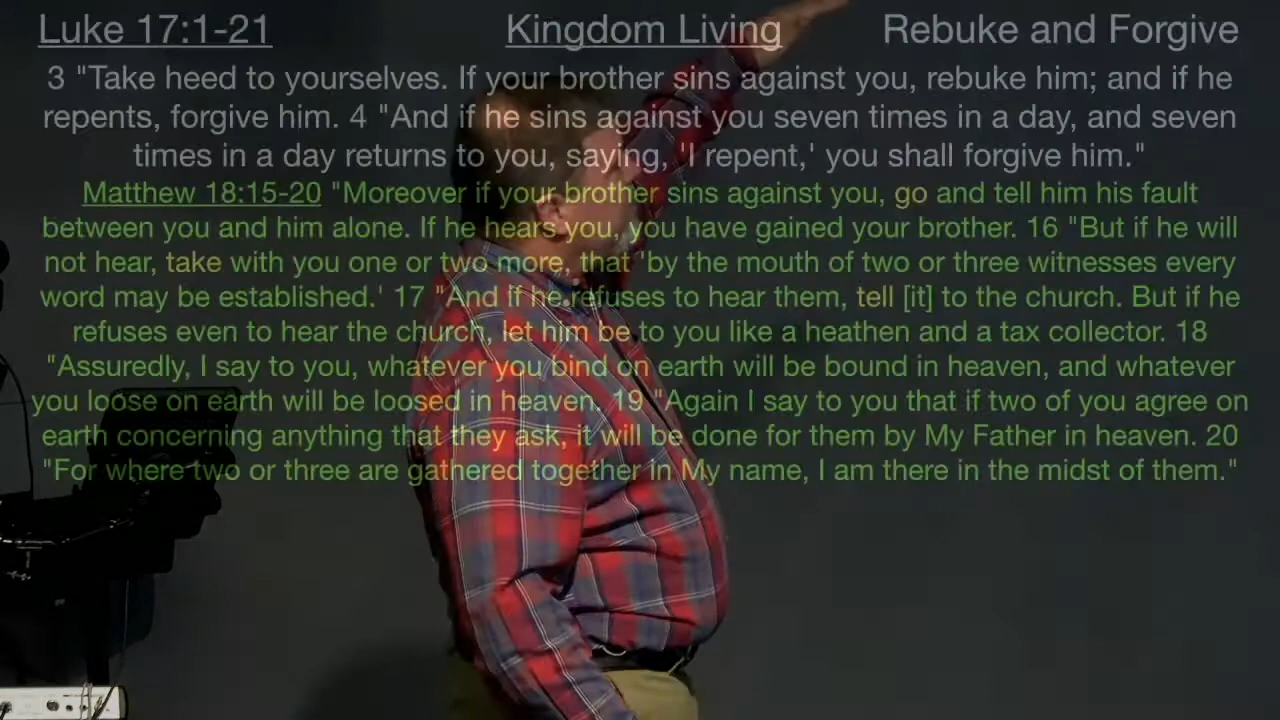 Luke 17:1-21 Kingdom Living Rebuke and Forgive
3 "Take heed to yourselves. If your brother sins against you, rebuke him; and if he
repents, forgive him. 4 "And if he sins against you seven times in a day, and seven
times in a day returns to you, saying, 'I repent,' you shall forgive him."
Matthew 18:15-20 "Moreover if your brother sins against you, go and tell him his fault
between you and him alone. If he hears you, you have gained your brother. 16 "But if he will
not hear, take with you one or two more, that 'by the mouth of two or three witnesses every
word may be established.' 17 "And if he refuses to hear them, tell [it] to the church. But if he
refuses even to hear the church, let him be to you like a heathen and a tax collector. 18
"Assuredly, I say to you, whatever you bind on earth will be bound in heaven, and whatever
you loose on earth will be loosed in heaven. 19 "Again I say to you that if two of you agree on
earth concerning anything that they ask, it will be done for them by My Father in heaven. 20
"For where two or three are gathered together in My name, I am there in the midst of them."